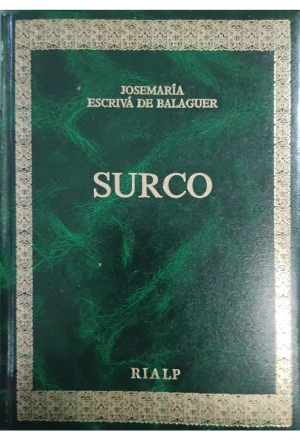 JOSEMARÍA
ESCRIVÁ DE BALAGUER
SURCO
RIALP